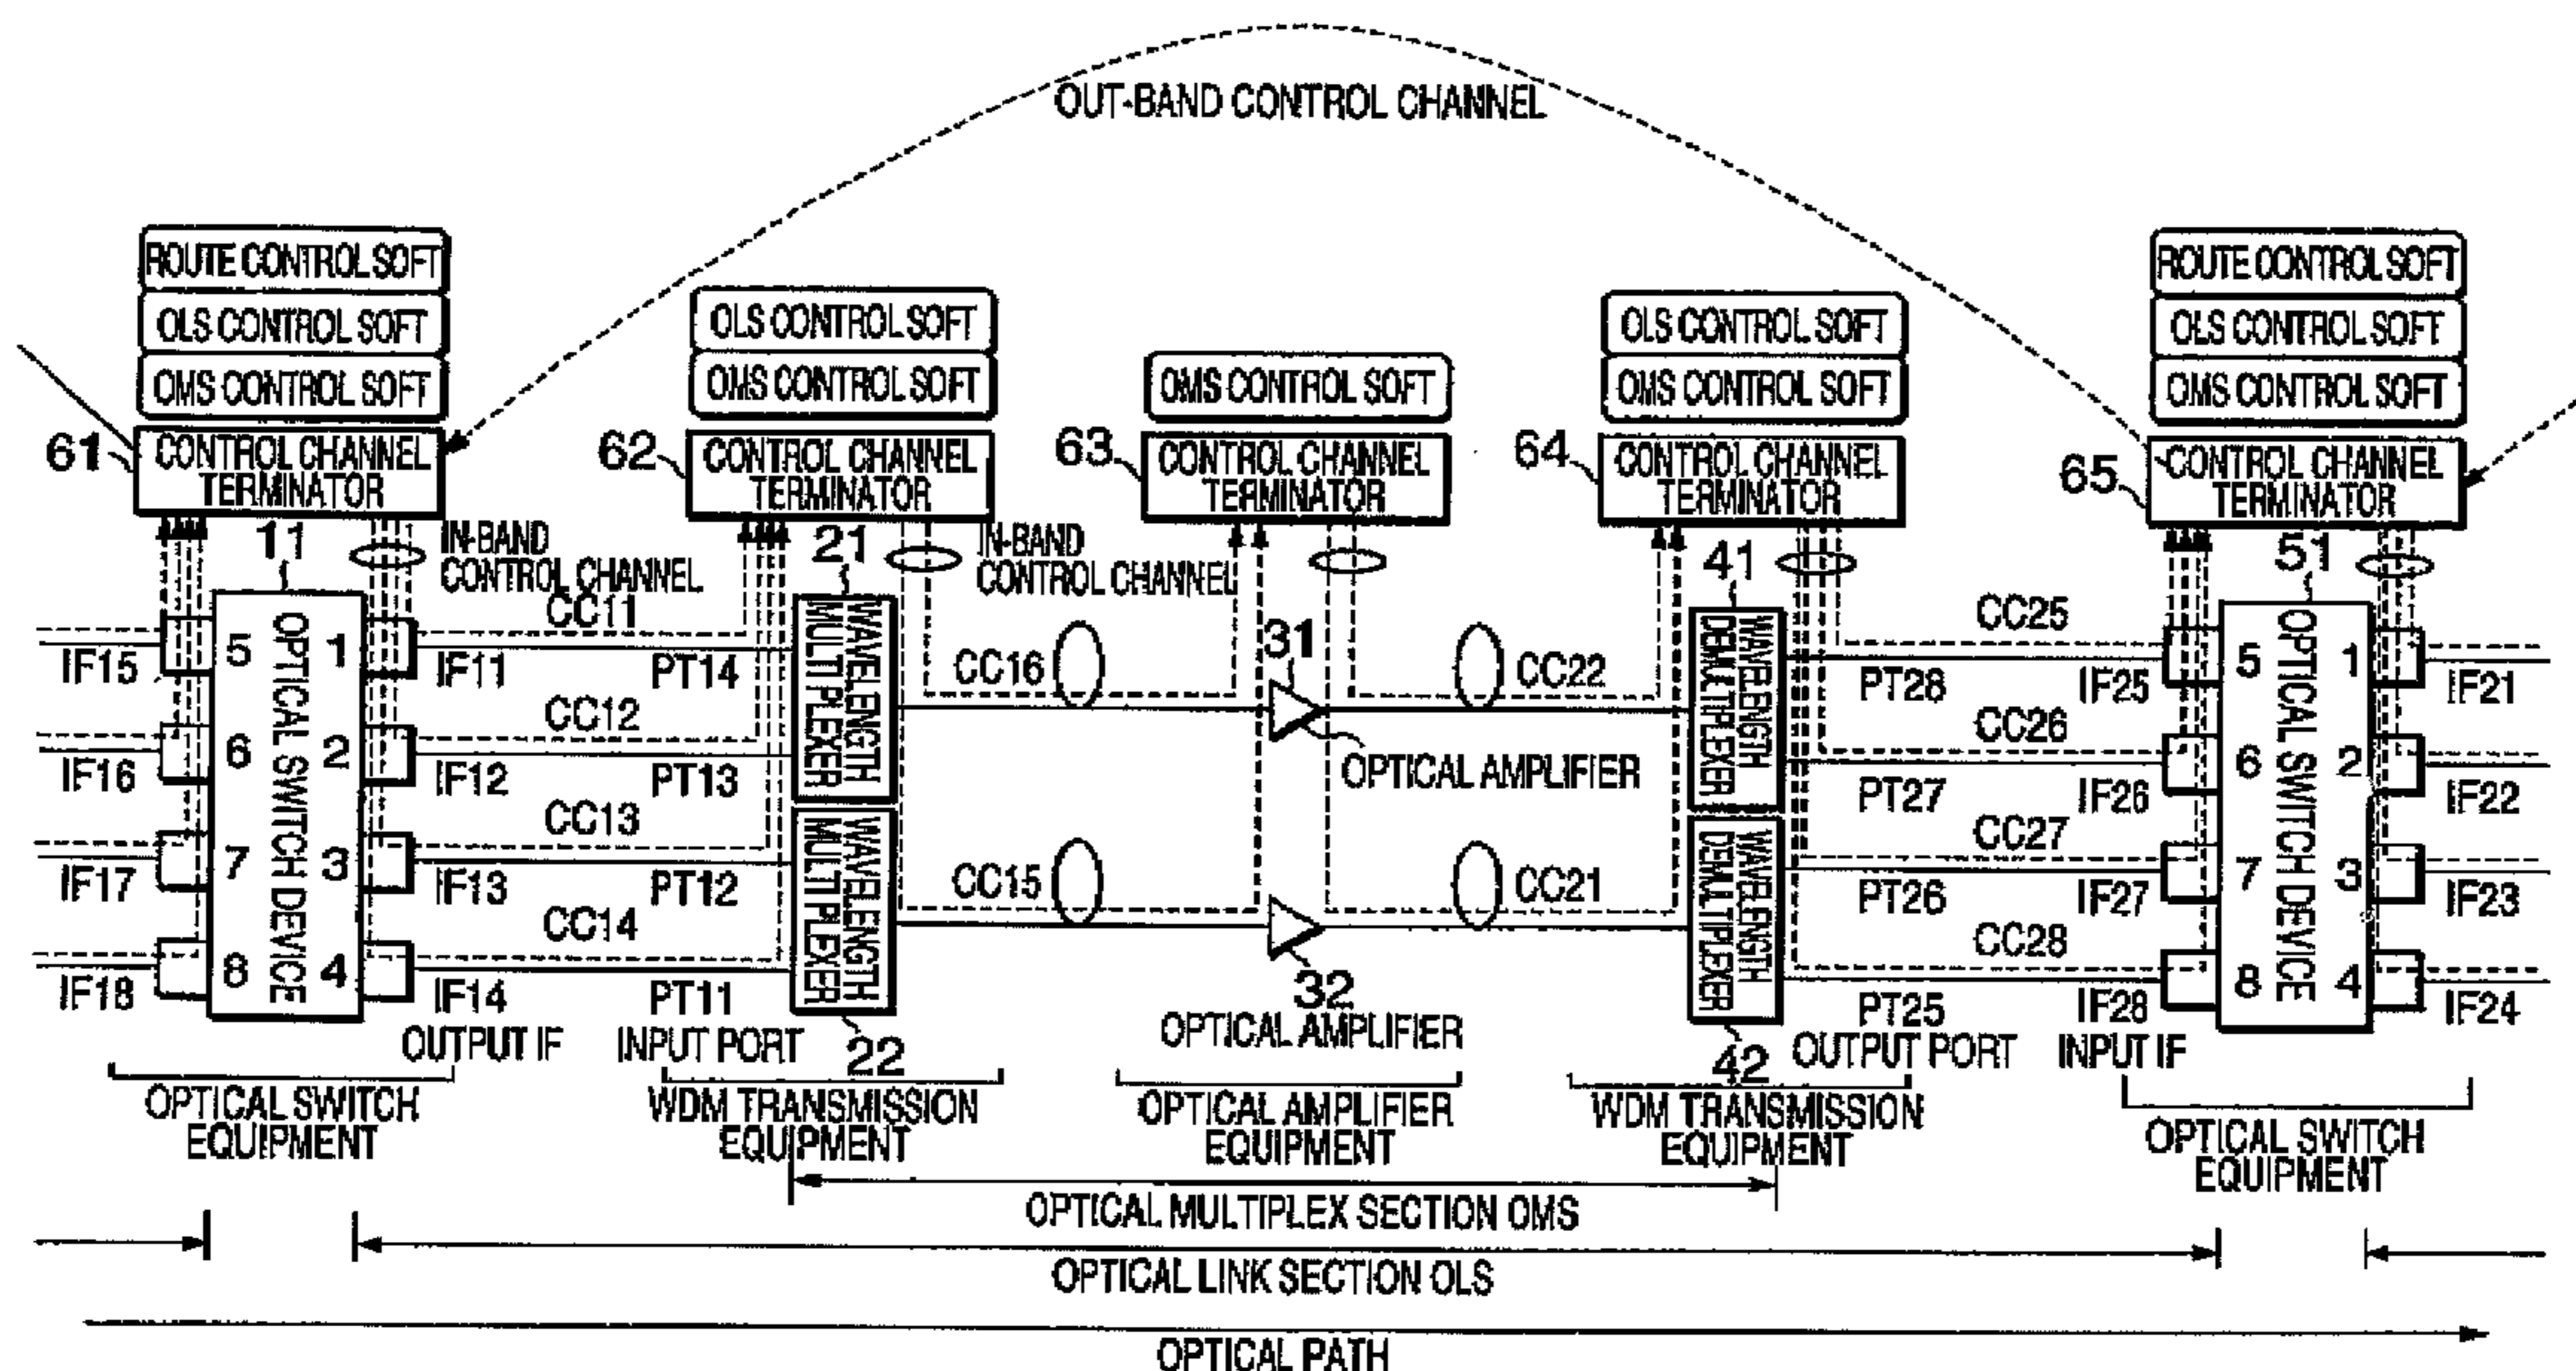 OUT-BAND CONTROL CHANNEL
ROUTE CONTROL SOFT
OLS CONTROL SOFT
OMS CONTROL SOFT
61
CONTROL CHANNEL
TERMINATOR
OLS CONTROL SOFT
OMS CONTROL SOFT
62
CONTROL CHANNEL
TERMINATOR
OMS CONTROL SOFT
63
CONTROL CHANNEL
TERMINATOR
OLS CONTROL SOFT
OMS CONTROL SOFT
64
CONTROL CHANNEL
TERMINATOR
ROUTE CONTROL SOFT
OLS CONTROL SOFT
OMS CONTROL SOFT
65
CONTROL CHANNEL
TERMINATOR
11
IN-BAND
CONTROL CHANNEL
21
IN-BAND
CONTROL CHANNEL
41
51
IF15
IF16
IF17
IF18
5
6
7
8
OPTICAL SWITCH DEVICE
1
2
3
4
CC11
IF11
PT14
CC12
IF12
PT13
CC13
IF13
PT12
CC14
IF14
PT11
OUTPUT IF
INPUT PORT
WAVELENGTH
MULTIPLEXER
WAVELENGTH
MULTIPLEXER
22
CC16
31
CC22
OPTICAL AMPLIFIER
CC15
CC21
32
OPTICAL AMPLIFIER
WAVELENGTH
DEMULTIPLEXER
WAVELENGTH
DEMULTIPLEXER
42
CC25
PT28
IF25
CC26
PT27
IF26
CC27
PT26
IF27
CC28
PT25
IF28
OUTPUT PORT
INPUT IF
5
6
7
8
OPTICAL SWITCH DEVICE
1
2
3
4
IF21
IF22
IF23
IF24
OPTICAL SWITCH
EQUIPMENT
WDM TRANSMISSION
EQUIPMENT
OPTICAL AMPLIFIER
EQUIPMENT
WDM TRANSMISSION
EQUIPMENT
OPTICAL SWITCH
EQUIPMENT
OPTICAL MULTIPLEX SECTION OMS
OPTICAL LINK SECTION OLS
OPTICAL PATH